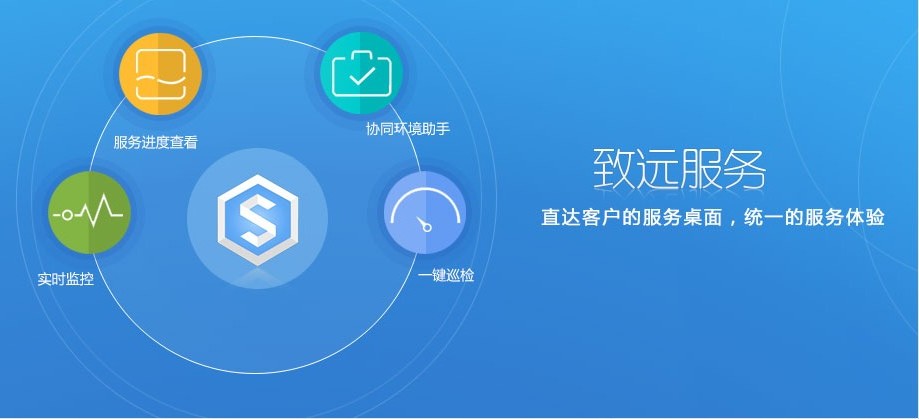 服务进度查看
协同环境助手
实时监控
一键巡检
致远服务
直达客户的服务桌面，统一的服务体验